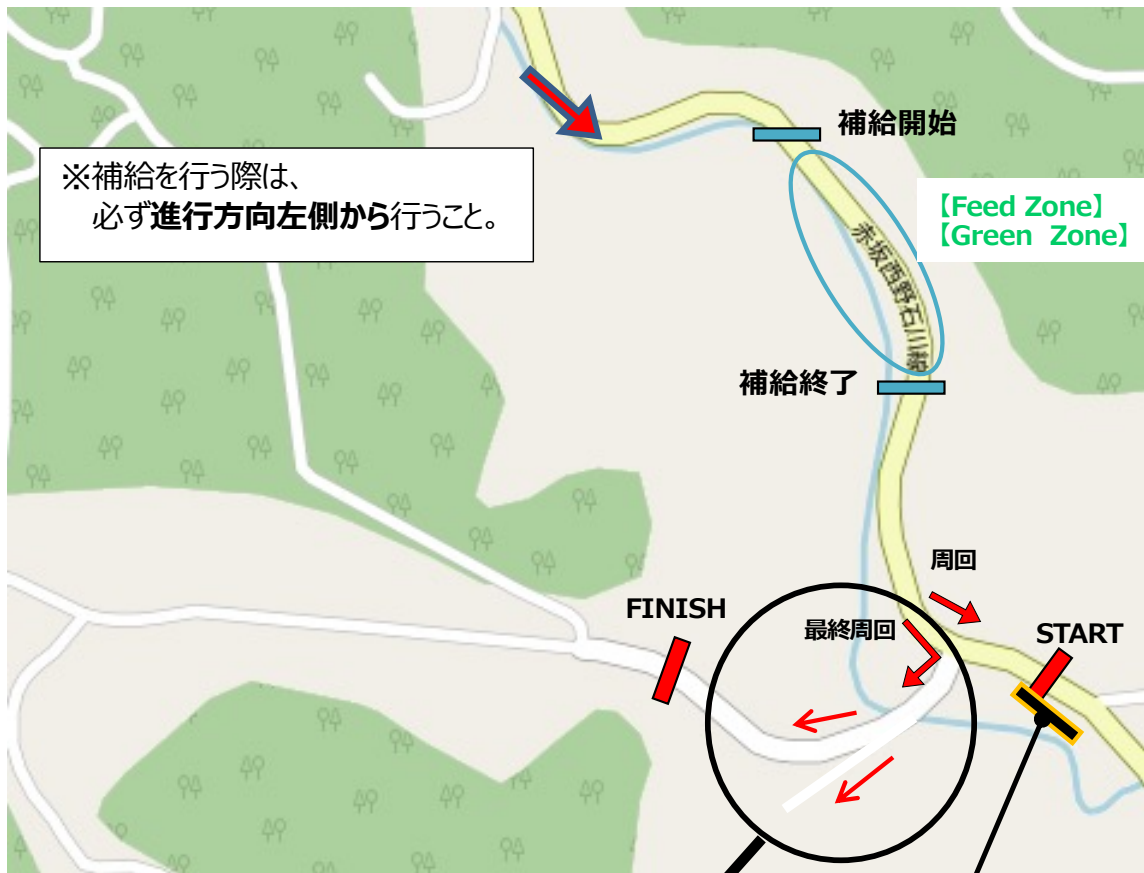 補給開始
※補給を行う際は、
必ず進行方向左側から行うこと。
【Feed Zone】
【Green Zone】
赤坂西野石川線
補給終了
周回
FINISH
最終周回
START